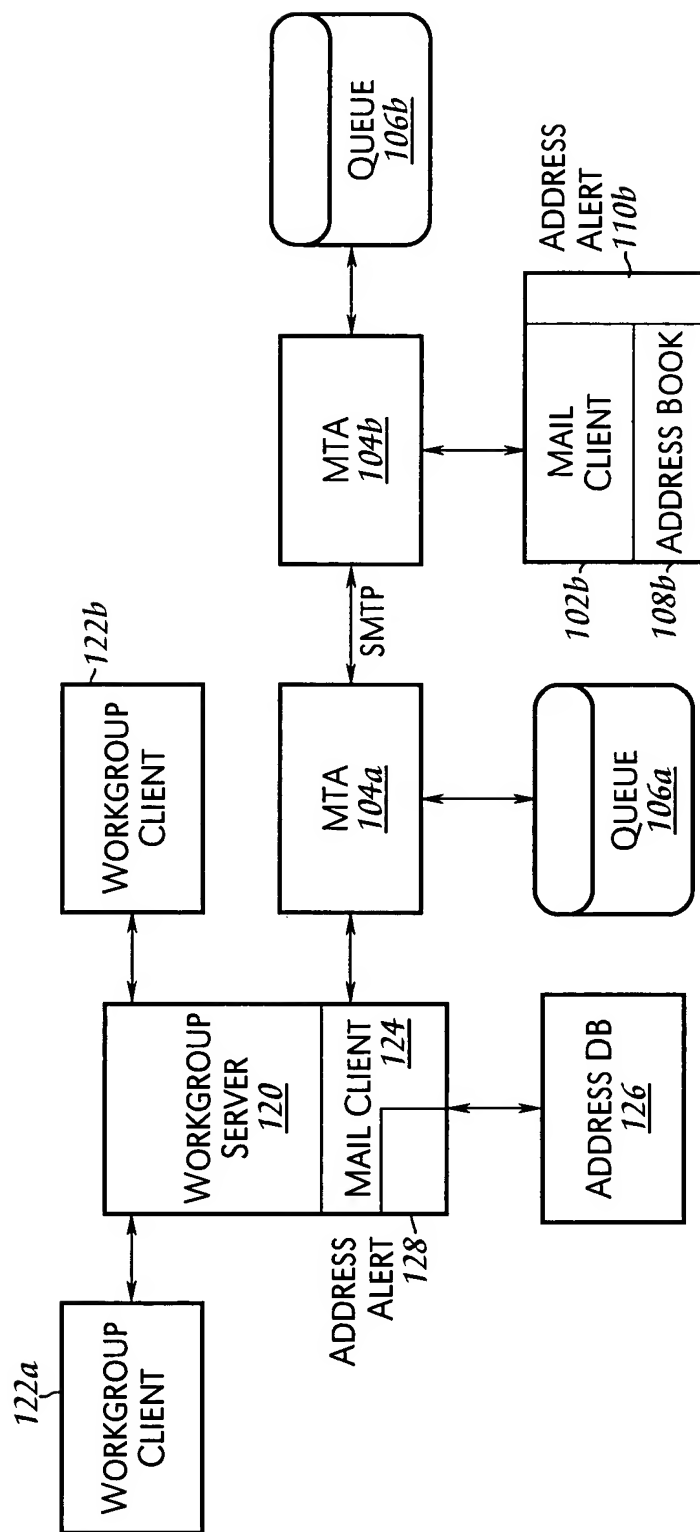 122a
WORKGROUP
CLIENT
WORKGROUP
SERVER
120
MAIL CLIENT
124
ADDRESS
ALERT
128
ADDRESS DB
126
WORKGROUP
CLIENT
122b
MTA
104a
SMTP
QUEUE
106a
MTA
104b
QUEUE
106b
MAIL
CLIENT
102b
ADDRESS BOOK
108b
ADDRESS
ALERT
110b